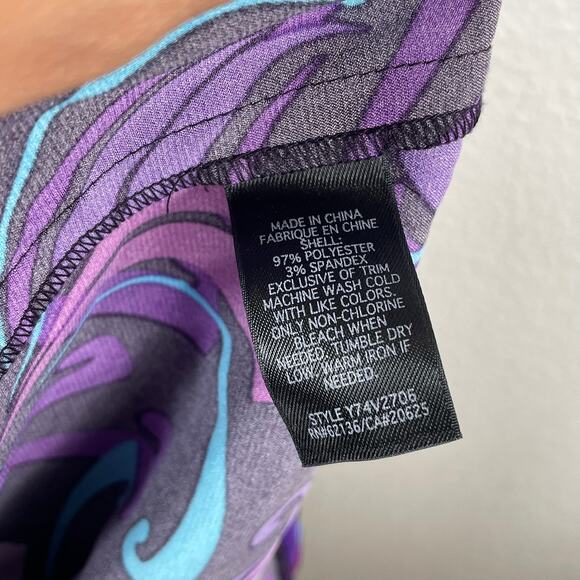 MADE IN CHINA
FABRIQUE EN CHINE
SHELL:
97% POLYESTER
3% SPANDEX
EXCLUSIVE OF TRIM
MACHINE WASH COLD
WITH LIKE COLORS.
ONLY NON-CHLORINE
BLEACH WHEN
NEEDED. TUMBLE DRY
LOW. WARM IRON IF
NEEDED.
STYLE Y74V2706
RN#62136/CA#20625